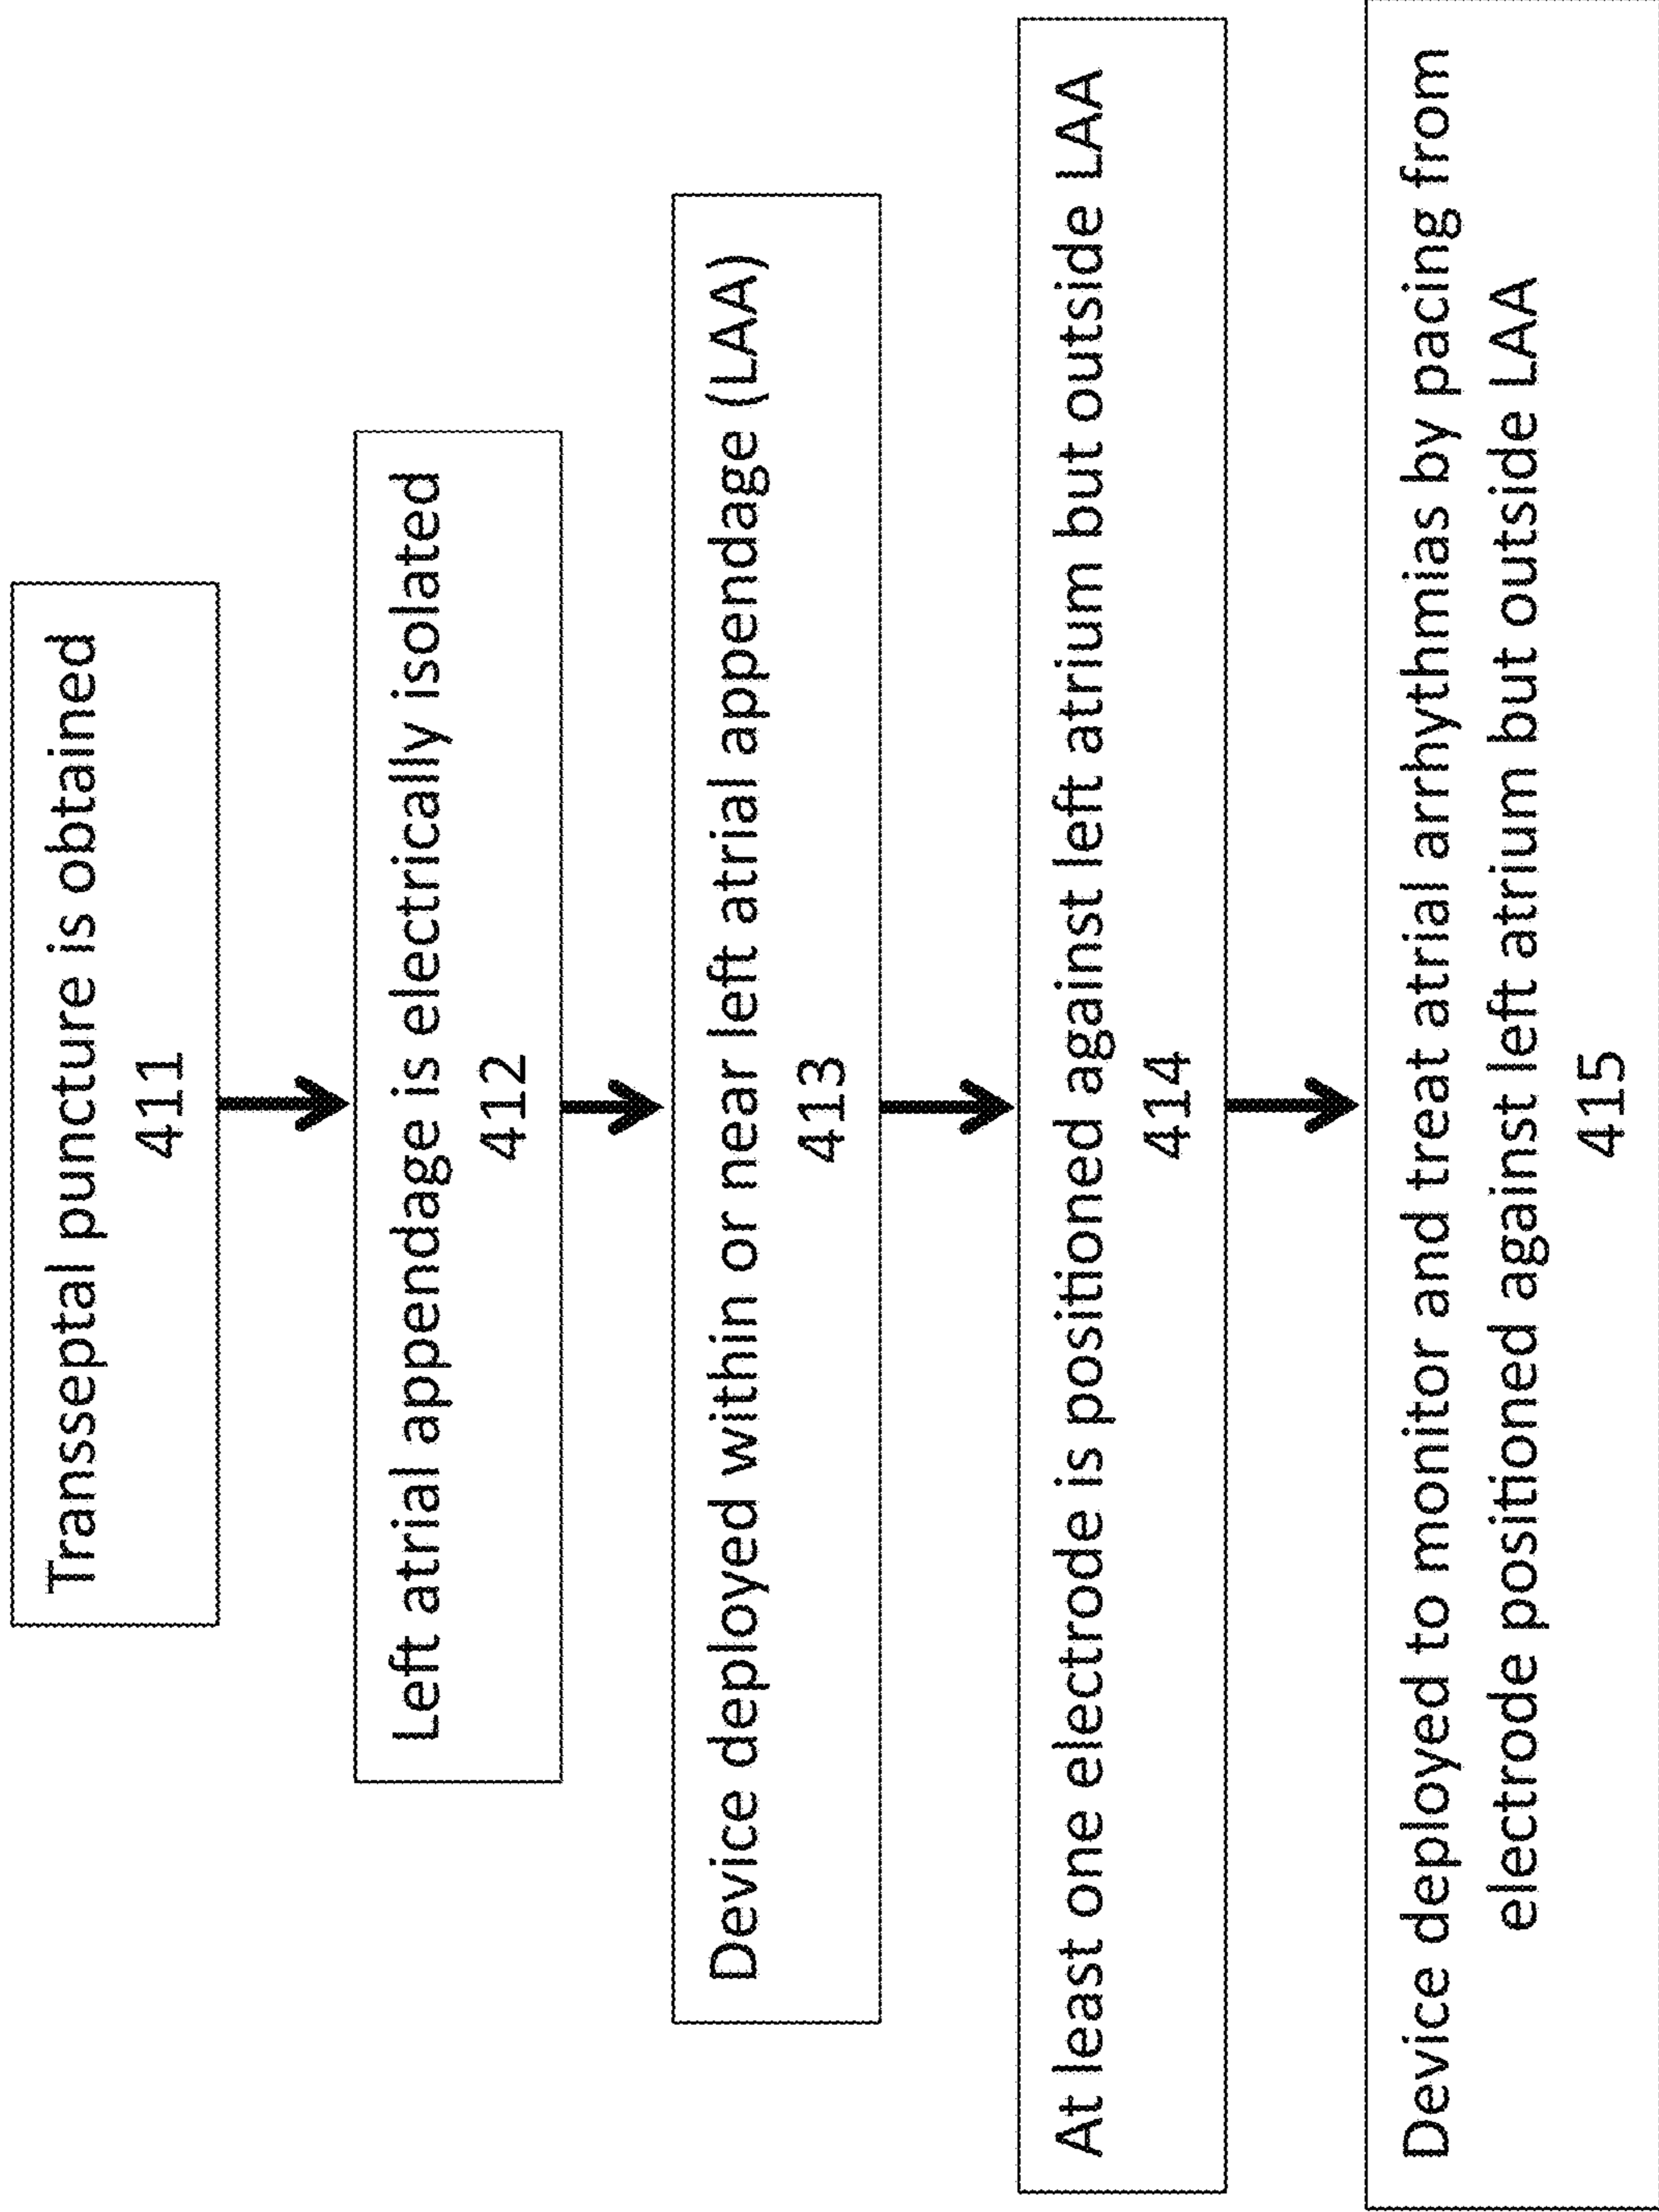 Transseptal puncture is obtained
411
Left atrial appendage is electrically isolated
412
Device deployed within or near left atrial appendage (LAA)
413
At least one electrode is positioned against left atrium but outside LAA
414
Device deployed to monitor and treat atrial arrhythmias by pacing from
electrode positioned against left atrium but outside LAA
415